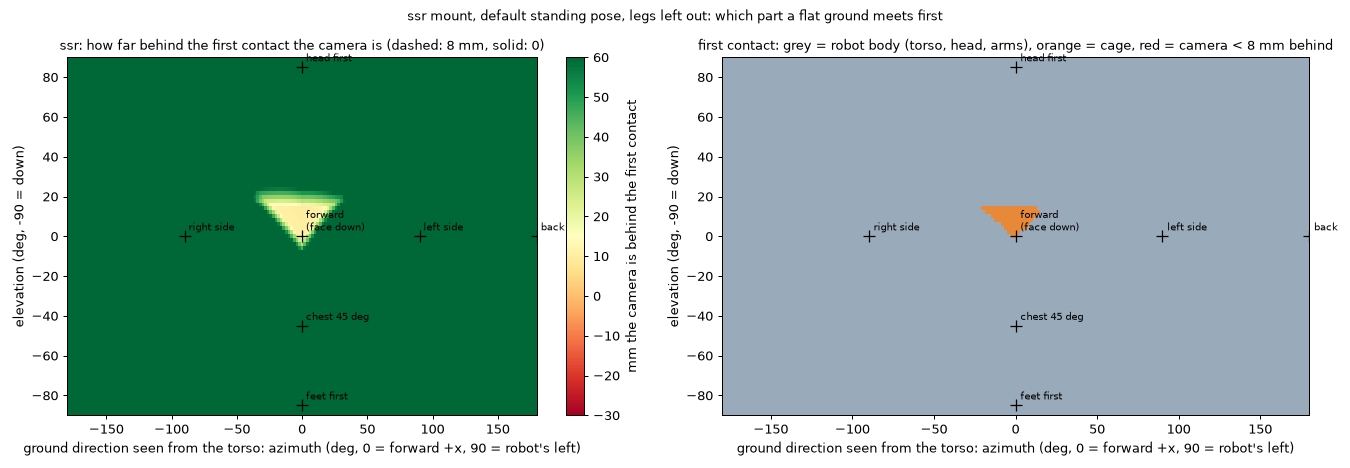 ssr mount, default standing pose, legs left out: which part a flat ground meets first
ssr: how far behind the first contact the camera is (dashed: 8 mm, solid: 0)
80
60
40
20
0
−20
−40
−60
−80
elevation (deg, -90 = down)
head first
right side
forward
(face down)
left side
back
chest 45 deg
feet first
−150
−100
−50
0
50
100
150
ground direction seen from the torso: azimuth (deg, 0 = forward +x, 90 = robot's left)
60
50
40
30
20
10
0
−10
−20
−30
mm the camera is behind the first contact
first contact: grey = robot body (torso, head, arms), orange = cage, red = camera < 8 mm behind
80
60
40
20
0
−20
−40
−60
−80
elevation (deg, -90 = down)
head first
right side
forward
(face down)
left side
back
chest 45 deg
feet first
−150
−100
−50
0
50
100
150
ground direction seen from the torso: azimuth (deg, 0 = forward +x, 90 = robot's left)